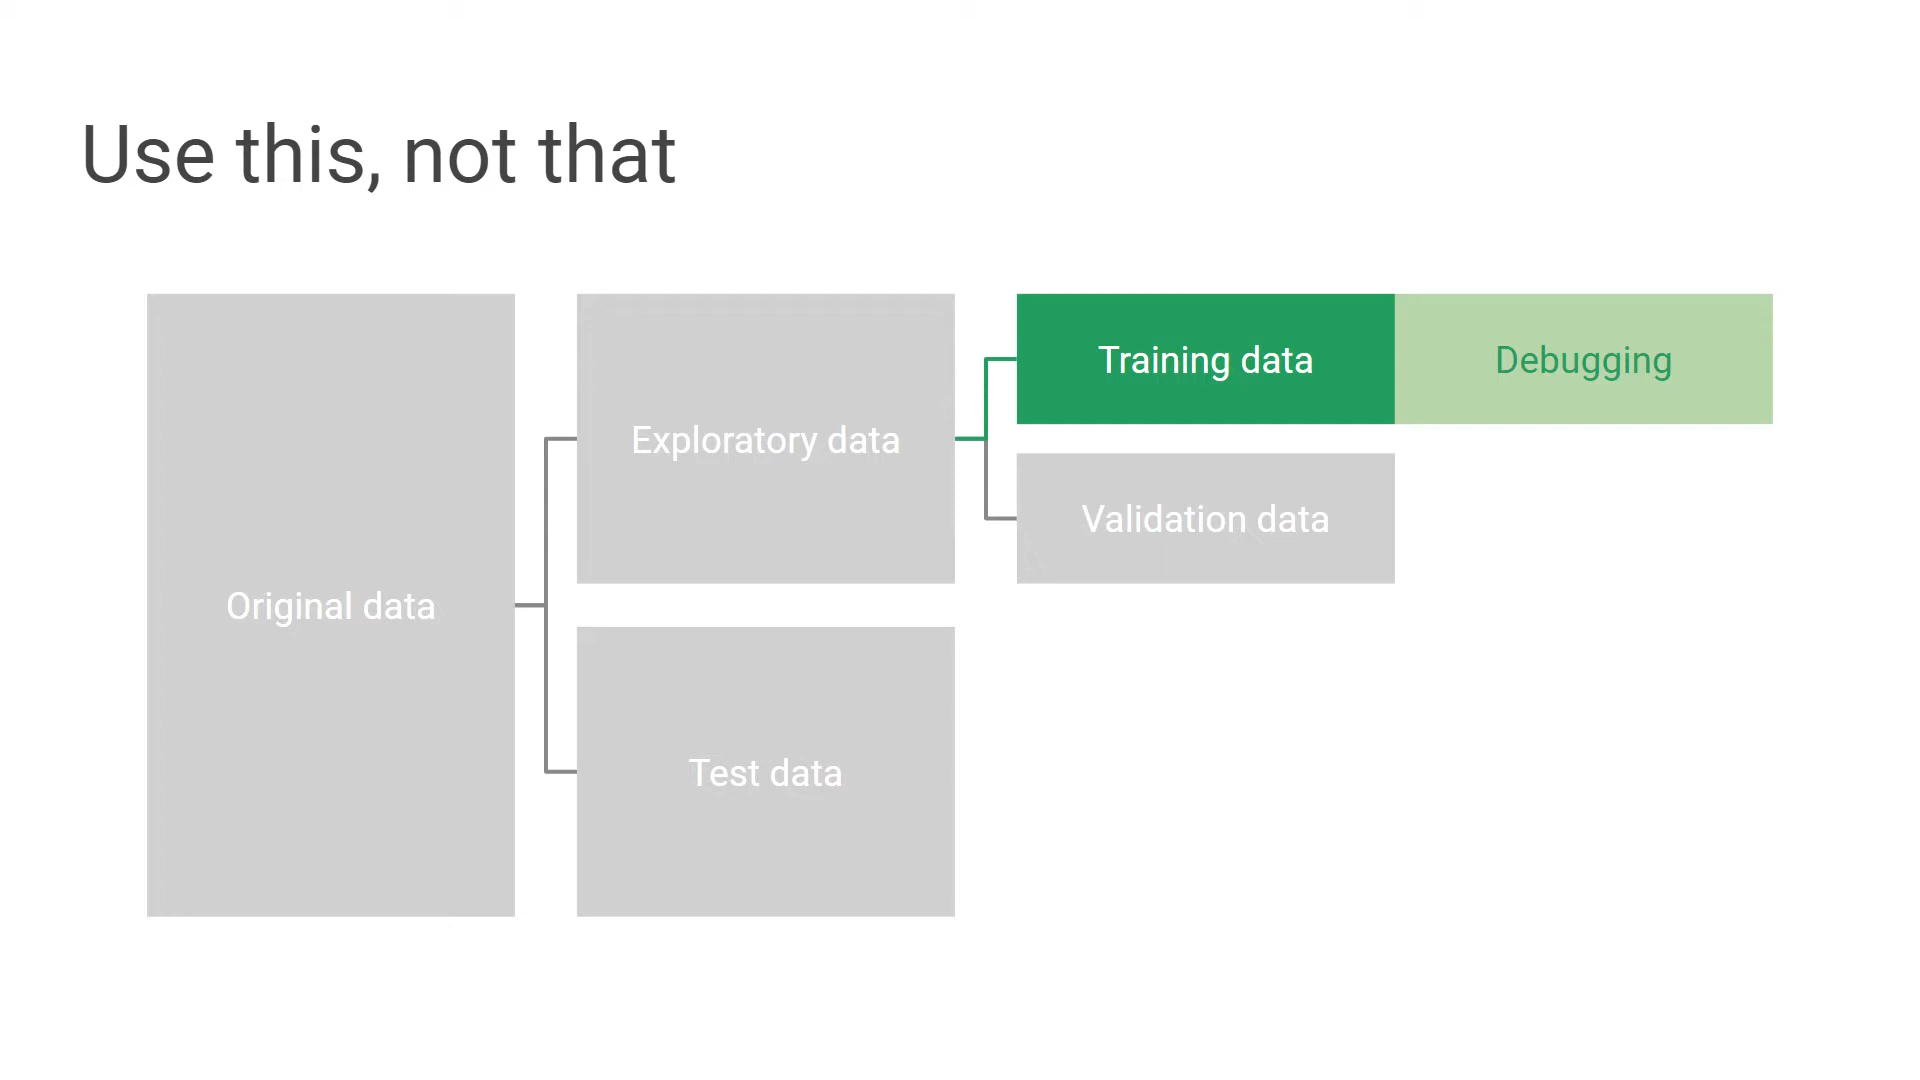 Use this, not that
Original data
Exploratory data
Test data
Training data
Debugging
Validation data